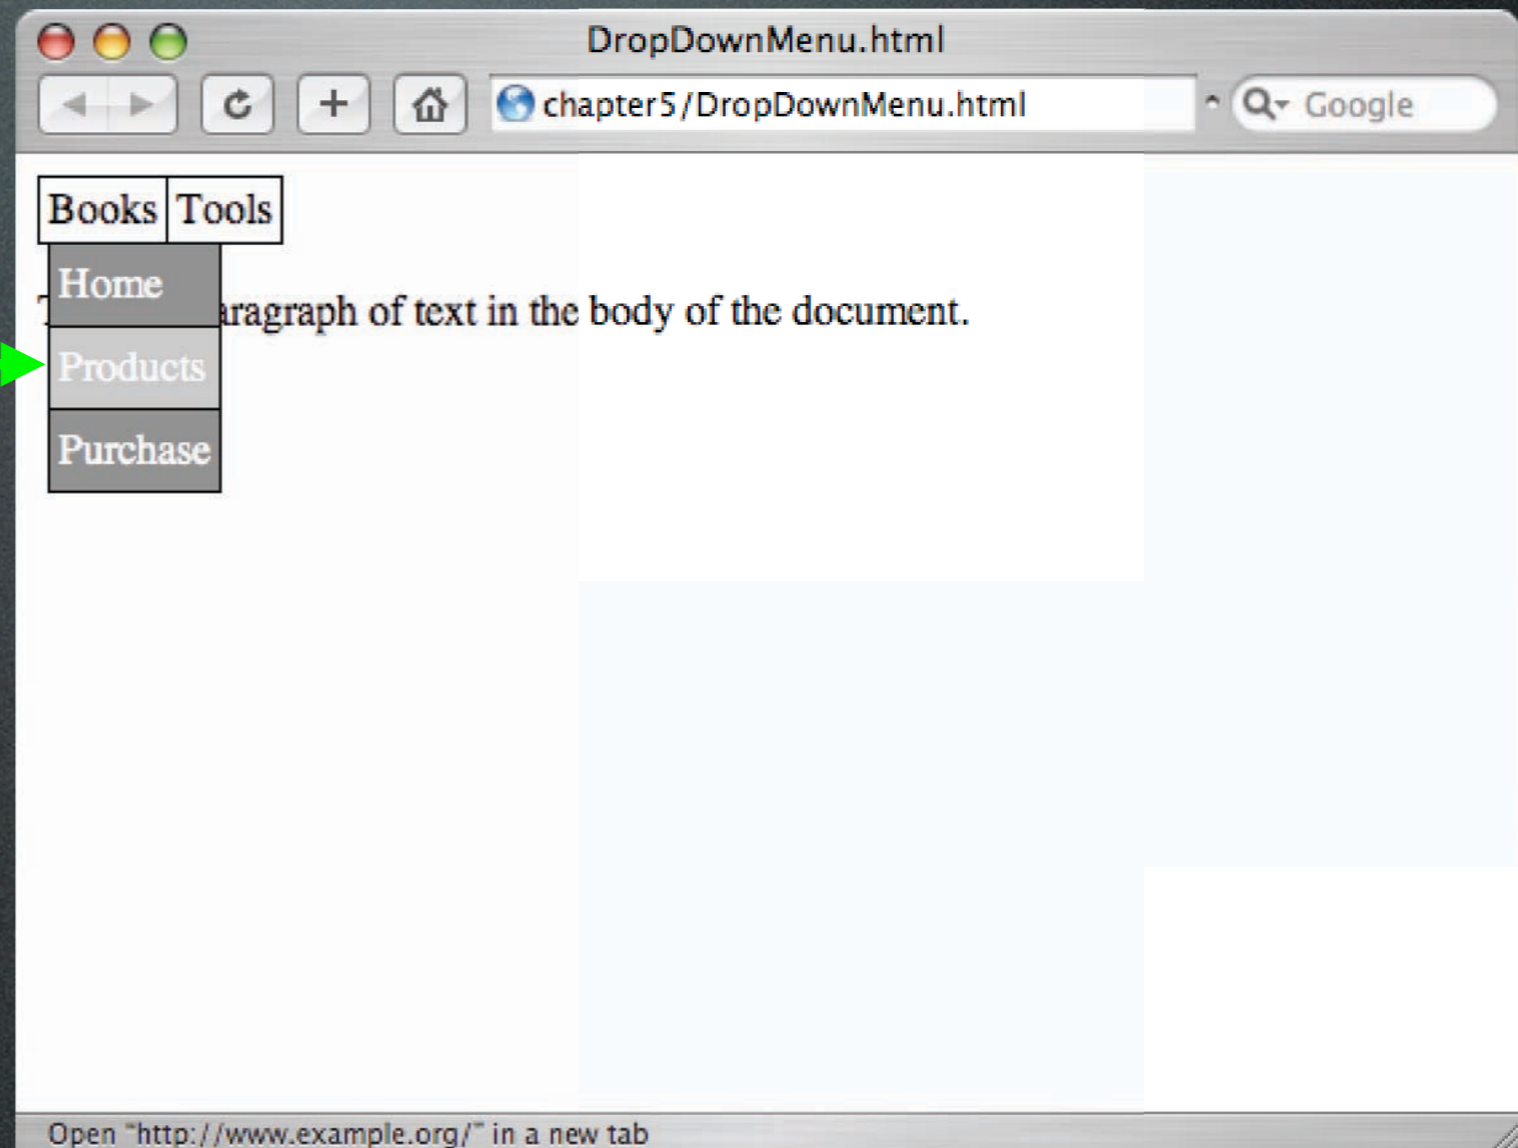 DropDownMenu.html
chapter5/DropDownMenu.html Google
Books Tools
Home
aragraph of text in the body of the document.
Products
Purchase
Open "http://www.example.org/" in a new tab